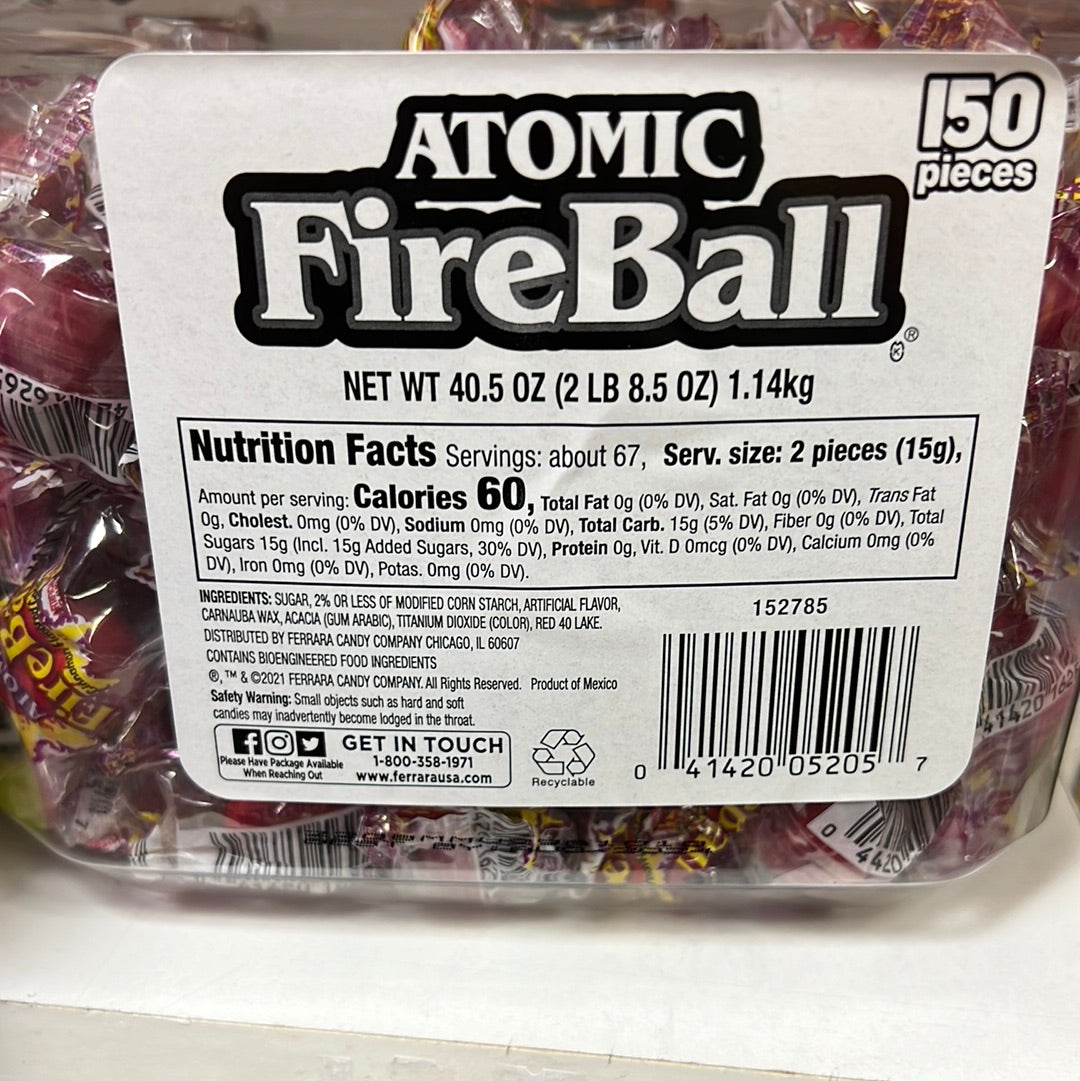 150
pieces
ATOMIC
FireBall
®
NET WT 40.5 OZ (2 LB 8.5 OZ) 1.14kg
Nutrition Facts Servings: about 67, Serv. size: 2 pieces (15g),
Amount per serving: Calories 60, Total Fat 0g (0% DV), Sat. Fat 0g (0% DV), Trans Fat
0g, Cholest. 0mg (0% DV), Sodium 0mg (0% DV), Total Carb. 15g (5% DV), Fiber 0g (0% DV), Total
Sugars 15g (Incl. 15g Added Sugars, 30% DV), Protein 0g, Vit. D 0mcg (0% DV), Calcium 0mg (0%
DV), Iron 0mg (0% DV), Potas. 0mg (0% DV).
INGREDIENTS: SUGAR, 2% OR LESS OF MODIFIED CORN STARCH, ARTIFICIAL FLAVOR,
CARNAUBA WAX, ACACIA (GUM ARABIC), TITANIUM DIOXIDE (COLOR), RED 40 LAKE.
DISTRIBUTED BY FERRARA CANDY COMPANY CHICAGO, IL 60607
CONTAINS BIOENGINEERED FOOD INGREDIENTS
®, ™ & ©2021 FERRARA CANDY COMPANY. All Rights Reserved. Product of Mexico
Safety Warning: Small objects such as hard and soft
candies may inadvertently become lodged in the throat.
GET IN TOUCH
Please Have Package Available
When Reaching Out
1-800-358-1971
www.ferrarausa.com
Recyclable
152785
0 41420 05205 7